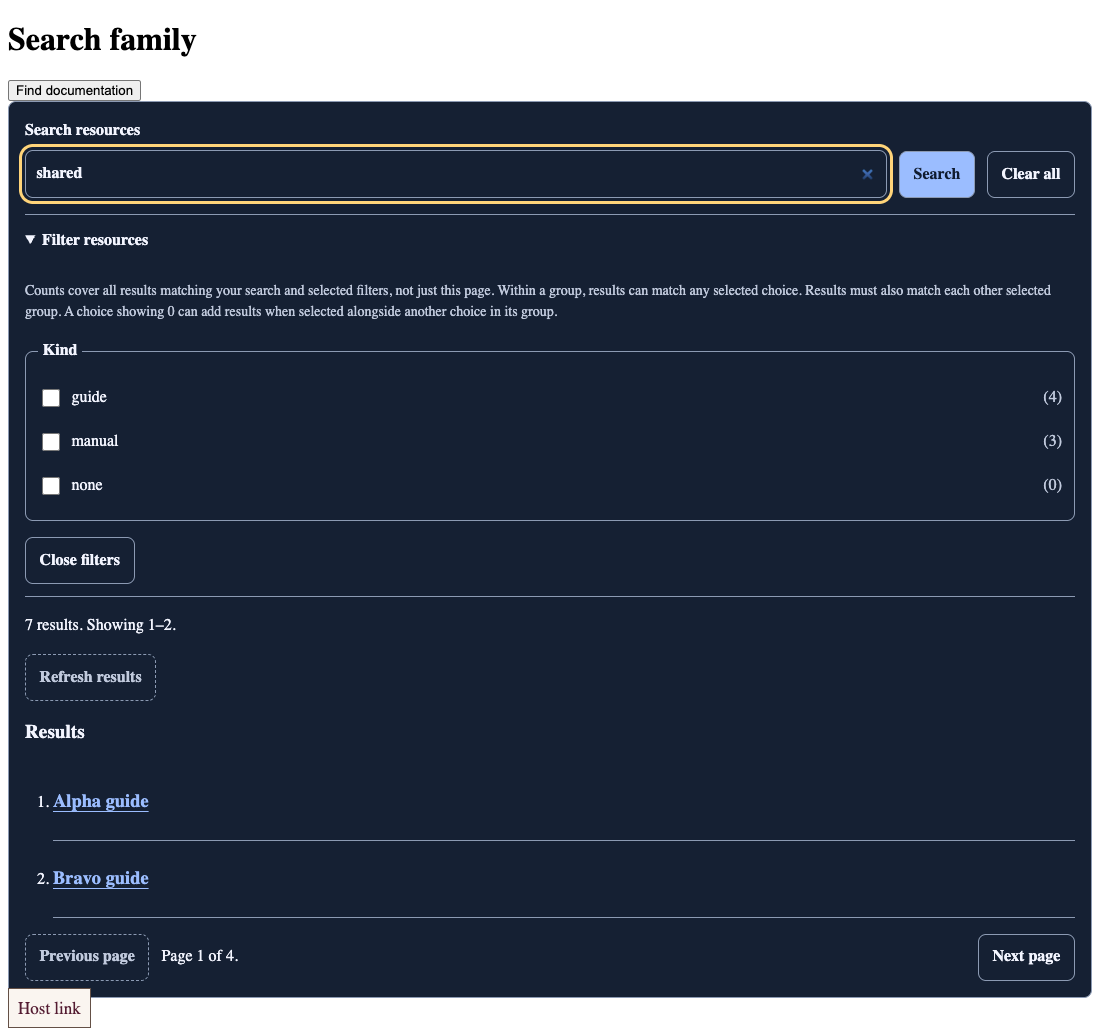 Search family
Find documentation
Search resources
shared
Search
Clear all
Filter resources
Counts cover all results matching your search and selected filters, not just this page. Within a group, results can match any selected choice. Results must also match each other selected
group. A choice showing 0 can add results when selected alongside another choice in its group.
Kind
guide (4)
manual (3)
none (0)
Close filters
7 results. Showing 1–2.
Refresh results
Results
1. Alpha guide
2. Bravo guide
Previous page Page 1 of 4. Next page
Host link